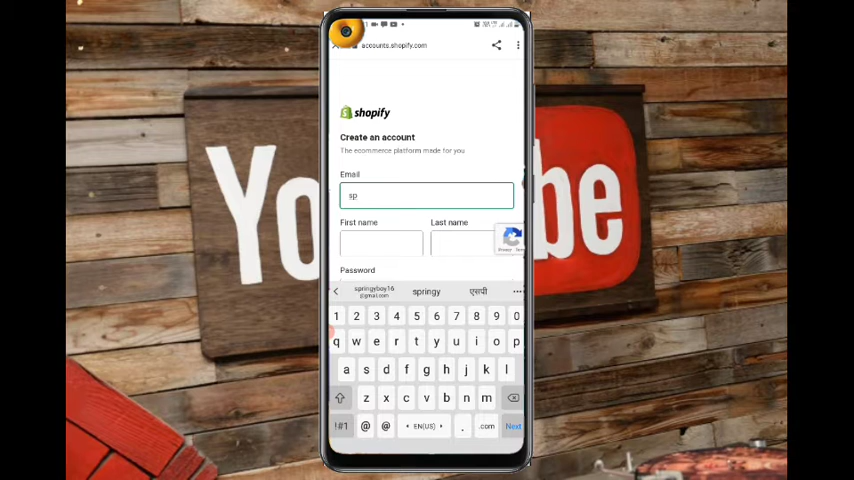 accounts.shopify.com
shopify
Create an account
The ecommerce platform made for you
Email
sp
First name Last name
Password
springyboy16
@gmail.com
springy एसपी
1 2 3 4 5 6 7 8 9 0
q w e r t y u i o p
a s d f g h j k l
z x c v b n m
!#1 @ @ EN(US) . .com Next
You
be